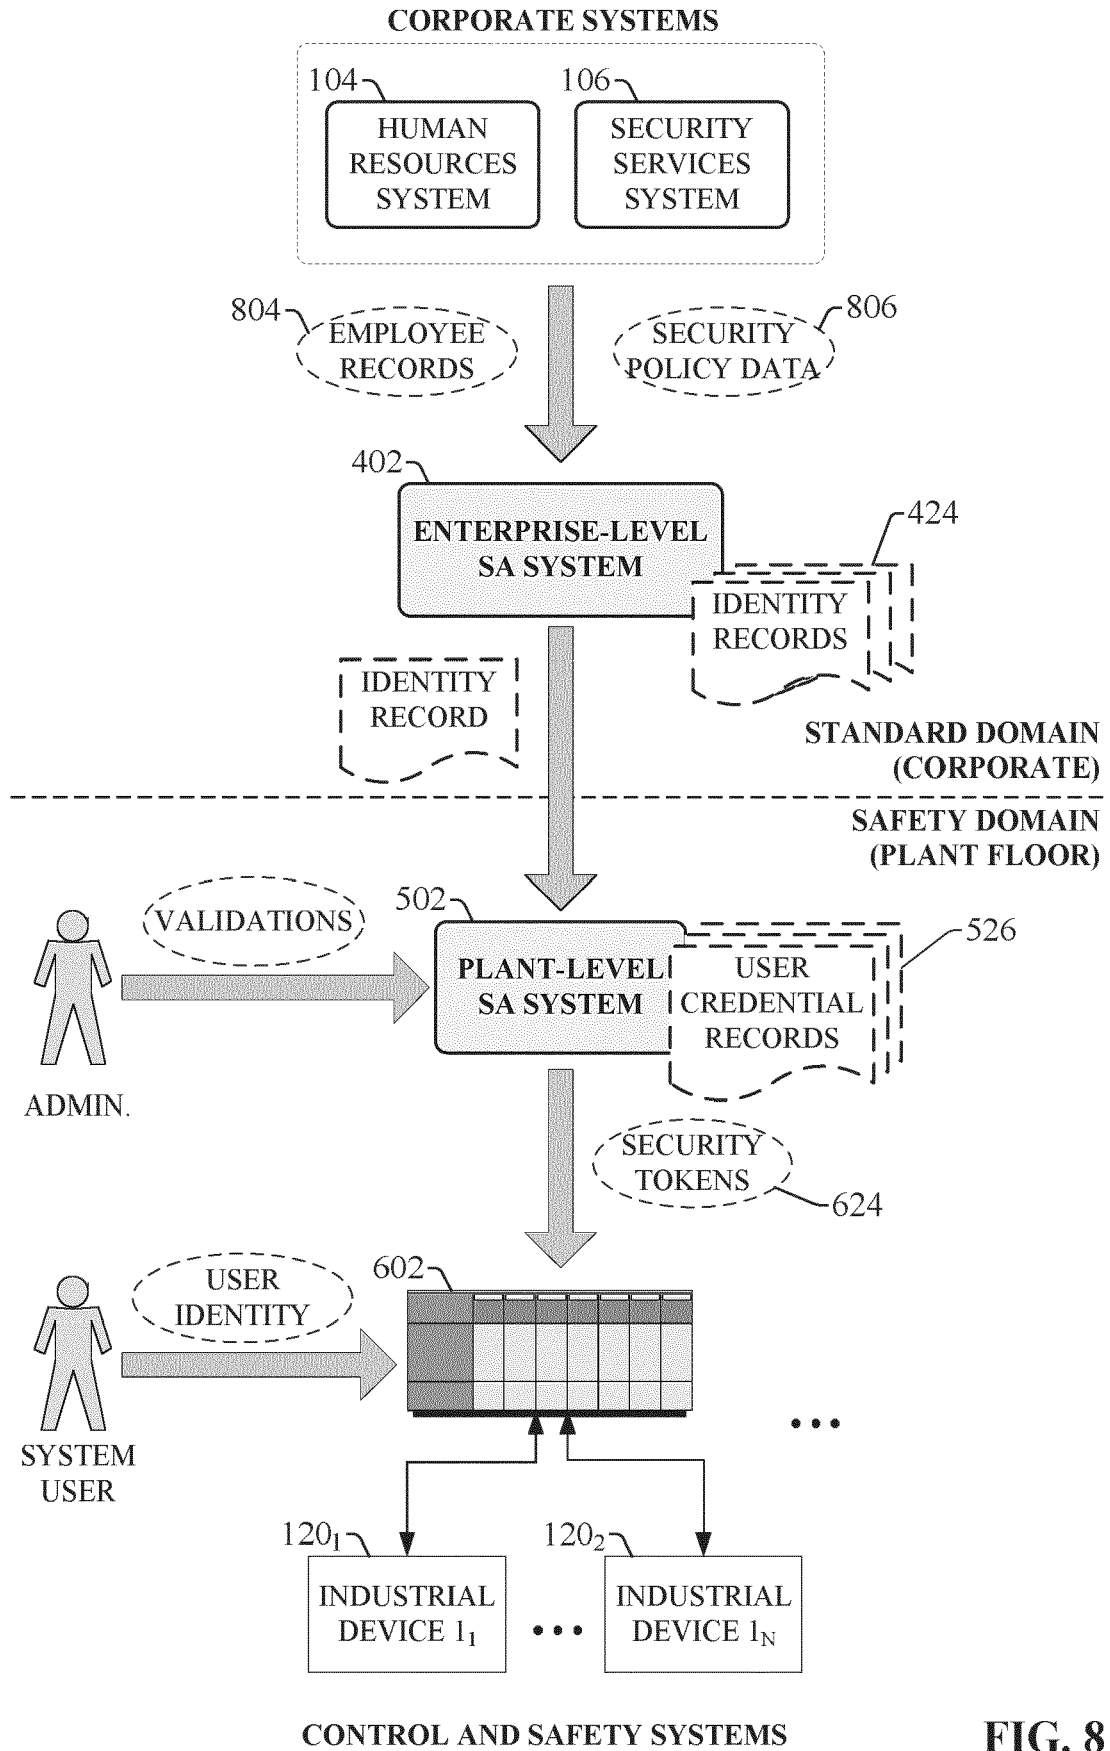 CORPORATE SYSTEMS
104
106
HUMAN
RESOURCES
SYSTEM
SECURITY
SERVICES
SYSTEM
804
EMPLOYEE
RECORDS
SECURITY
POLICY DATA
806
402
ENTERPRISE-LEVEL
SA SYSTEM
424
IDENTITY
RECORDS
IDENTITY
RECORD
STANDARD DOMAIN
(CORPORATE)
SAFETY DOMAIN
(PLANT FLOOR)
VALIDATIONS
ADMIN.
502
PLANT-LEVEL
SA SYSTEM
526
USER
CREDENTIAL
RECORDS
SECURITY
TOKENS
624
USER
IDENTITY
SYSTEM
USER
602
...
120₁
120₂
INDUSTRIAL
DEVICE 1₁
...
INDUSTRIAL
DEVICE 1ₙ
CONTROL AND SAFETY SYSTEMS
FIG. 8